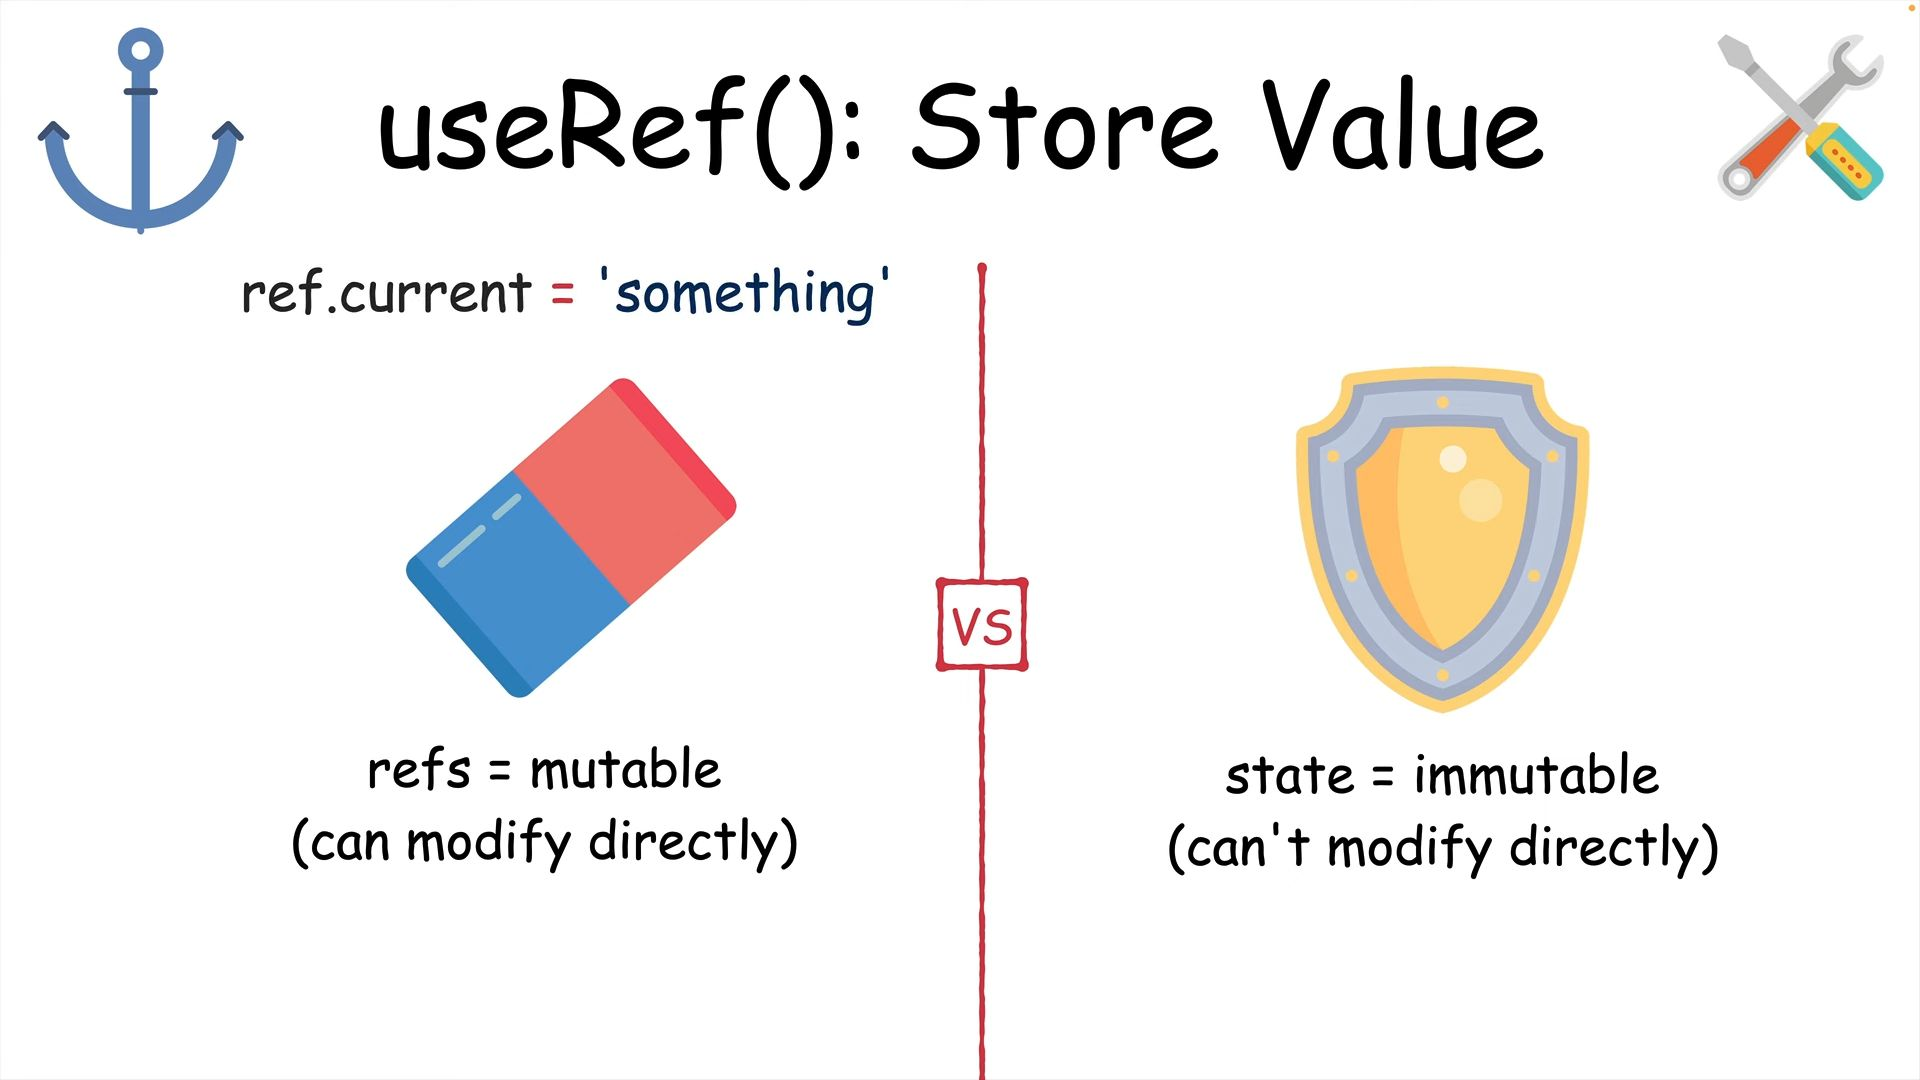 useRef(): Store Value
ref.current = 'something'
VS
refs = mutable
(can modify directly)
state = immutable
(can't modify directly)